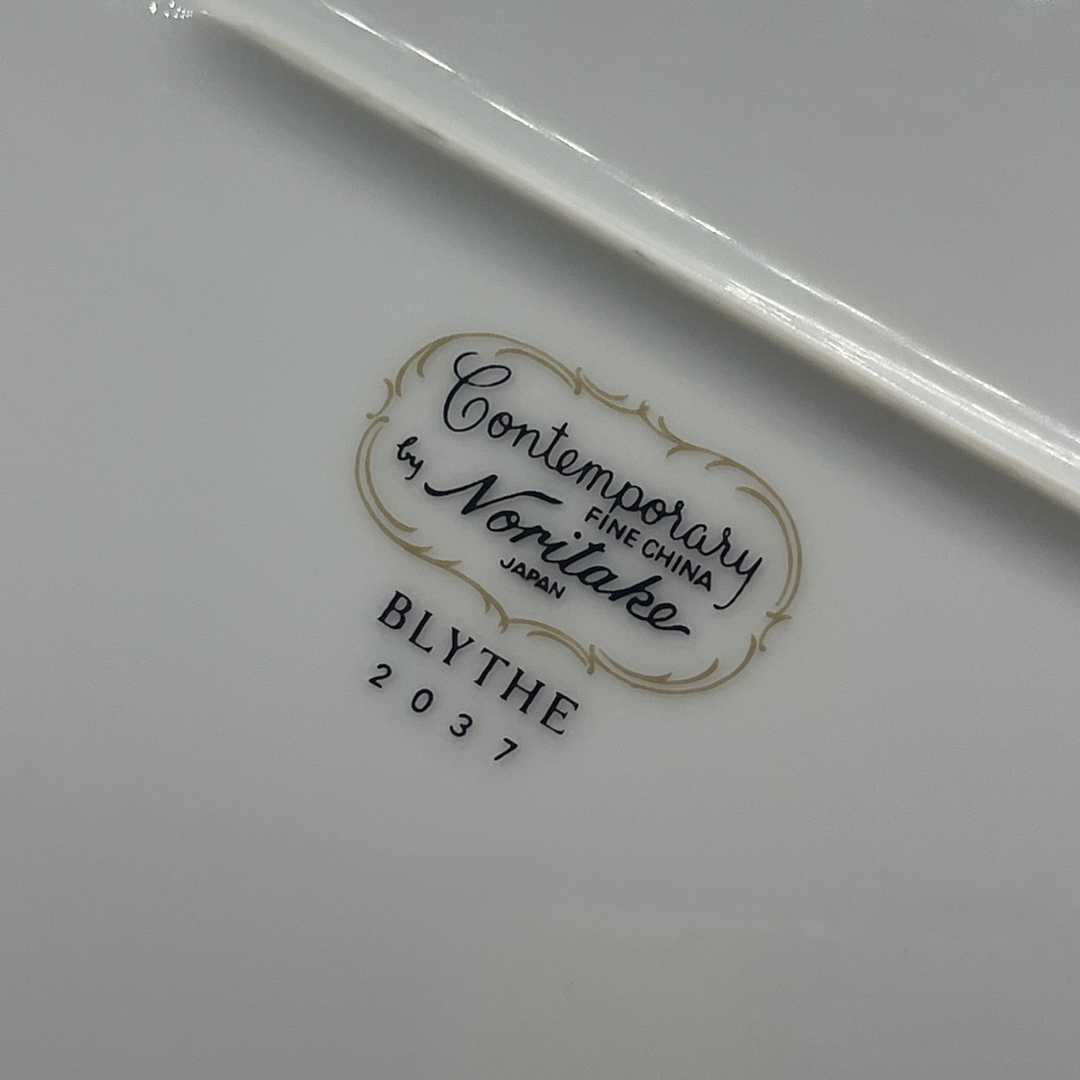 Contemporary
FINE CHINA
by Noritake
JAPAN
BLYTHE
2037